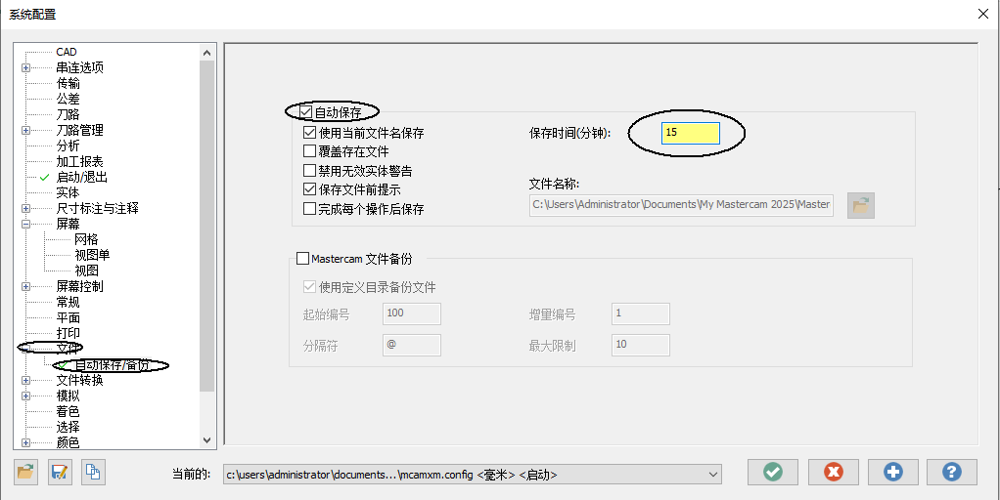 系统配置
CAD
串连选项
传输
公差
刀路
刀路管理
分析
加工报表
启动/退出
实体
尺寸标注与注释
屏幕
网格
视图单
视图
屏幕控制
常规
平面
打印
文件
自动保存/备份
文件转换
模拟
着色
选择
颜色
自动保存
使用当前文件名保存
覆盖存在文件
禁用无效实体警告
保存文件前提示
完成每个操作后保存
保存时间(分钟):
15
文件名称:
C:\Users\Administrator\Documents\My Mastercam 2025\Master
Mastercam 文件备份
使用定义目录备份文件
起始编号 100 增量编号 1
分隔符 @ 最大限制 10
当前的: c:\users\administrator\documents...\mcamxm.config <毫米> <启动>